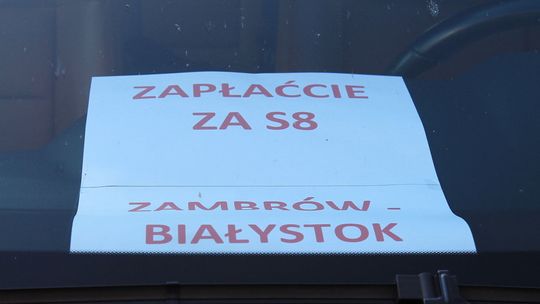 ZAPŁAĆCIE
ZA S8
ZAMBRÓW -
BIAŁYSTOK